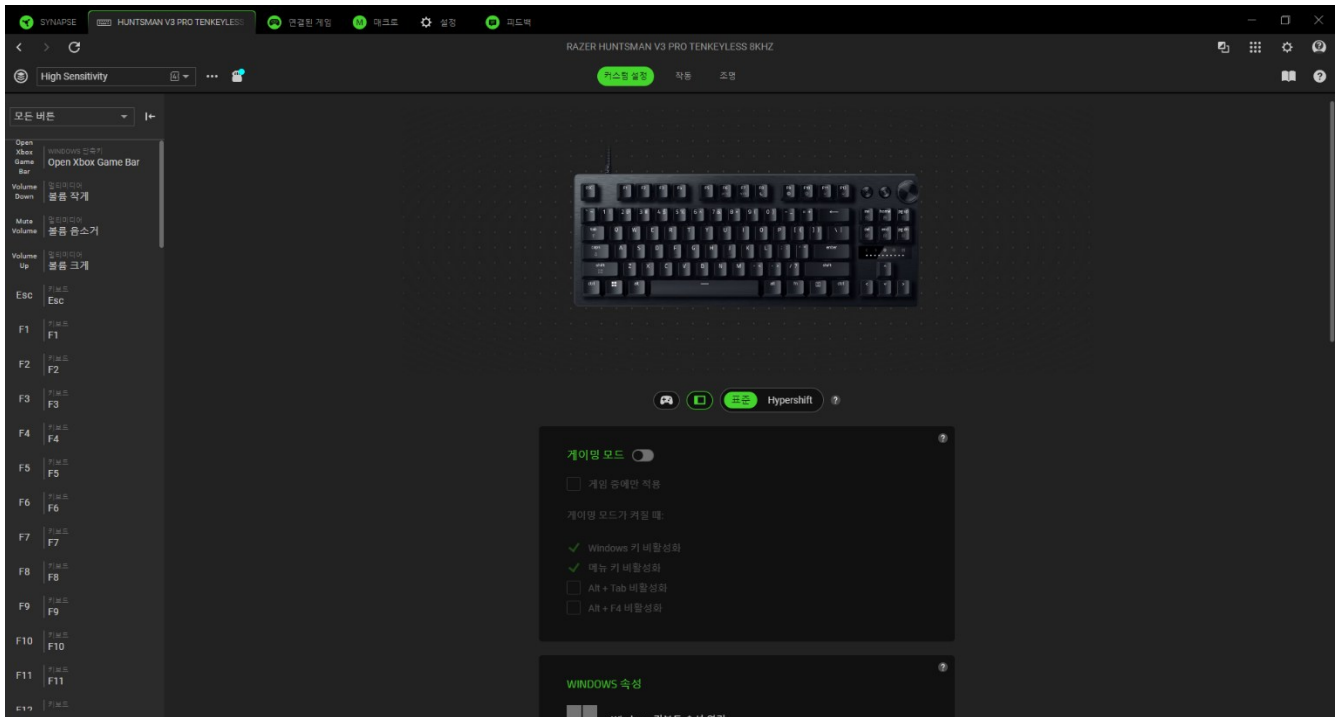 SYNAPSE
HUNTSMAN V3 PRO TENKEYLESS
연결된 게임
매크로
설정
피드백
RAZER HUNTSMAN V3 PRO TENKEYLESS 8KHZ
High Sensitivity
커스텀 설정
작동
조명
모든 버튼
Open
Xbox
Game
Bar
WINDOWS 단축키
Open Xbox Game Bar
Volume
Down
멀티미디어
볼륨 작게
Mute
Volume
멀티미디어
볼륨 음소거
Volume
Up
멀티미디어
볼륨 크게
Esc
키보드
Esc
F1
키보드
F1
F2
키보드
F2
F3
키보드
F3
F4
키보드
F4
F5
키보드
F5
F6
키보드
F6
F7
키보드
F7
F8
키보드
F8
F9
키보드
F9
F10
키보드
F10
F11
키보드
F11
F12
키보드
표준
Hypershift
게이밍 모드
게임 중에만 적용
게이밍 모드가 켜질 때:
Windows 키 비활성화
메뉴 키 비활성화
Alt + Tab 비활성화
Alt + F4 비활성화
WINDOWS 속성